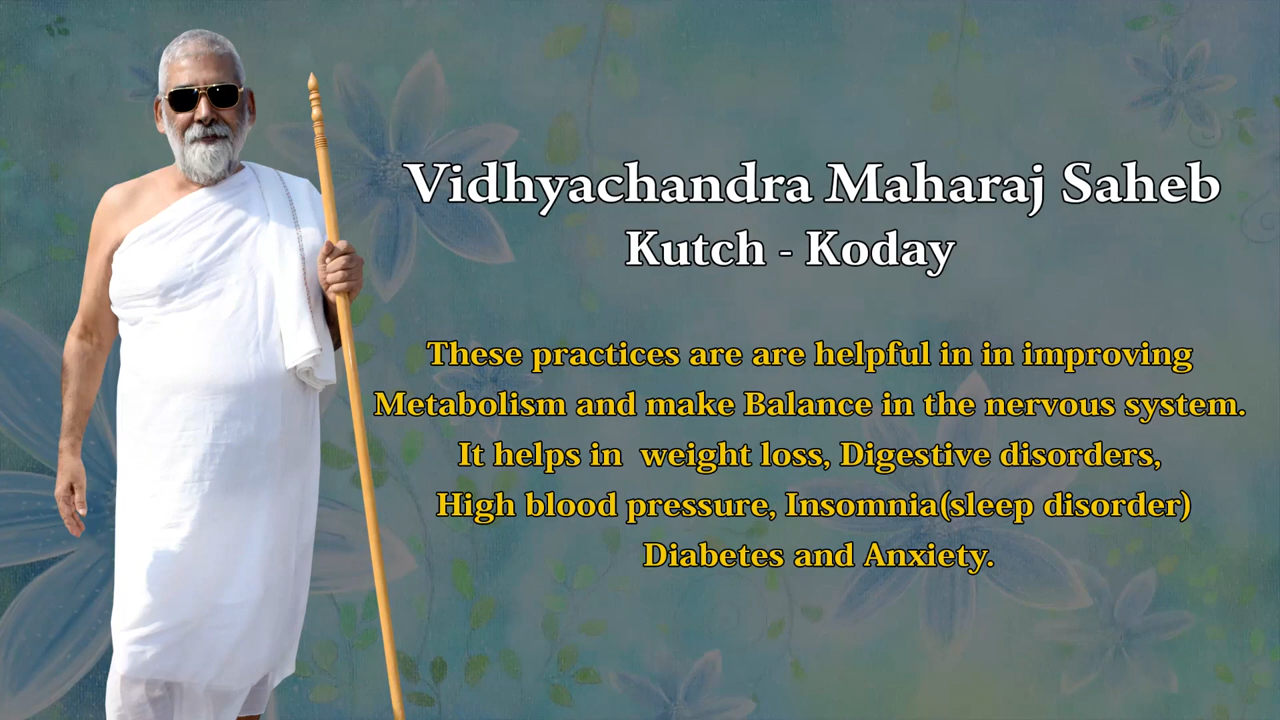 Vidhyachandra Maharaj Saheb
Kutch - Koday
These practices are are helpful in in improving
Metabolism and make Balance in the nervous system.
It helps in  weight loss, Digestive disorders,
High blood pressure, Insomnia(sleep disorder)
Diabetes and Anxiety.